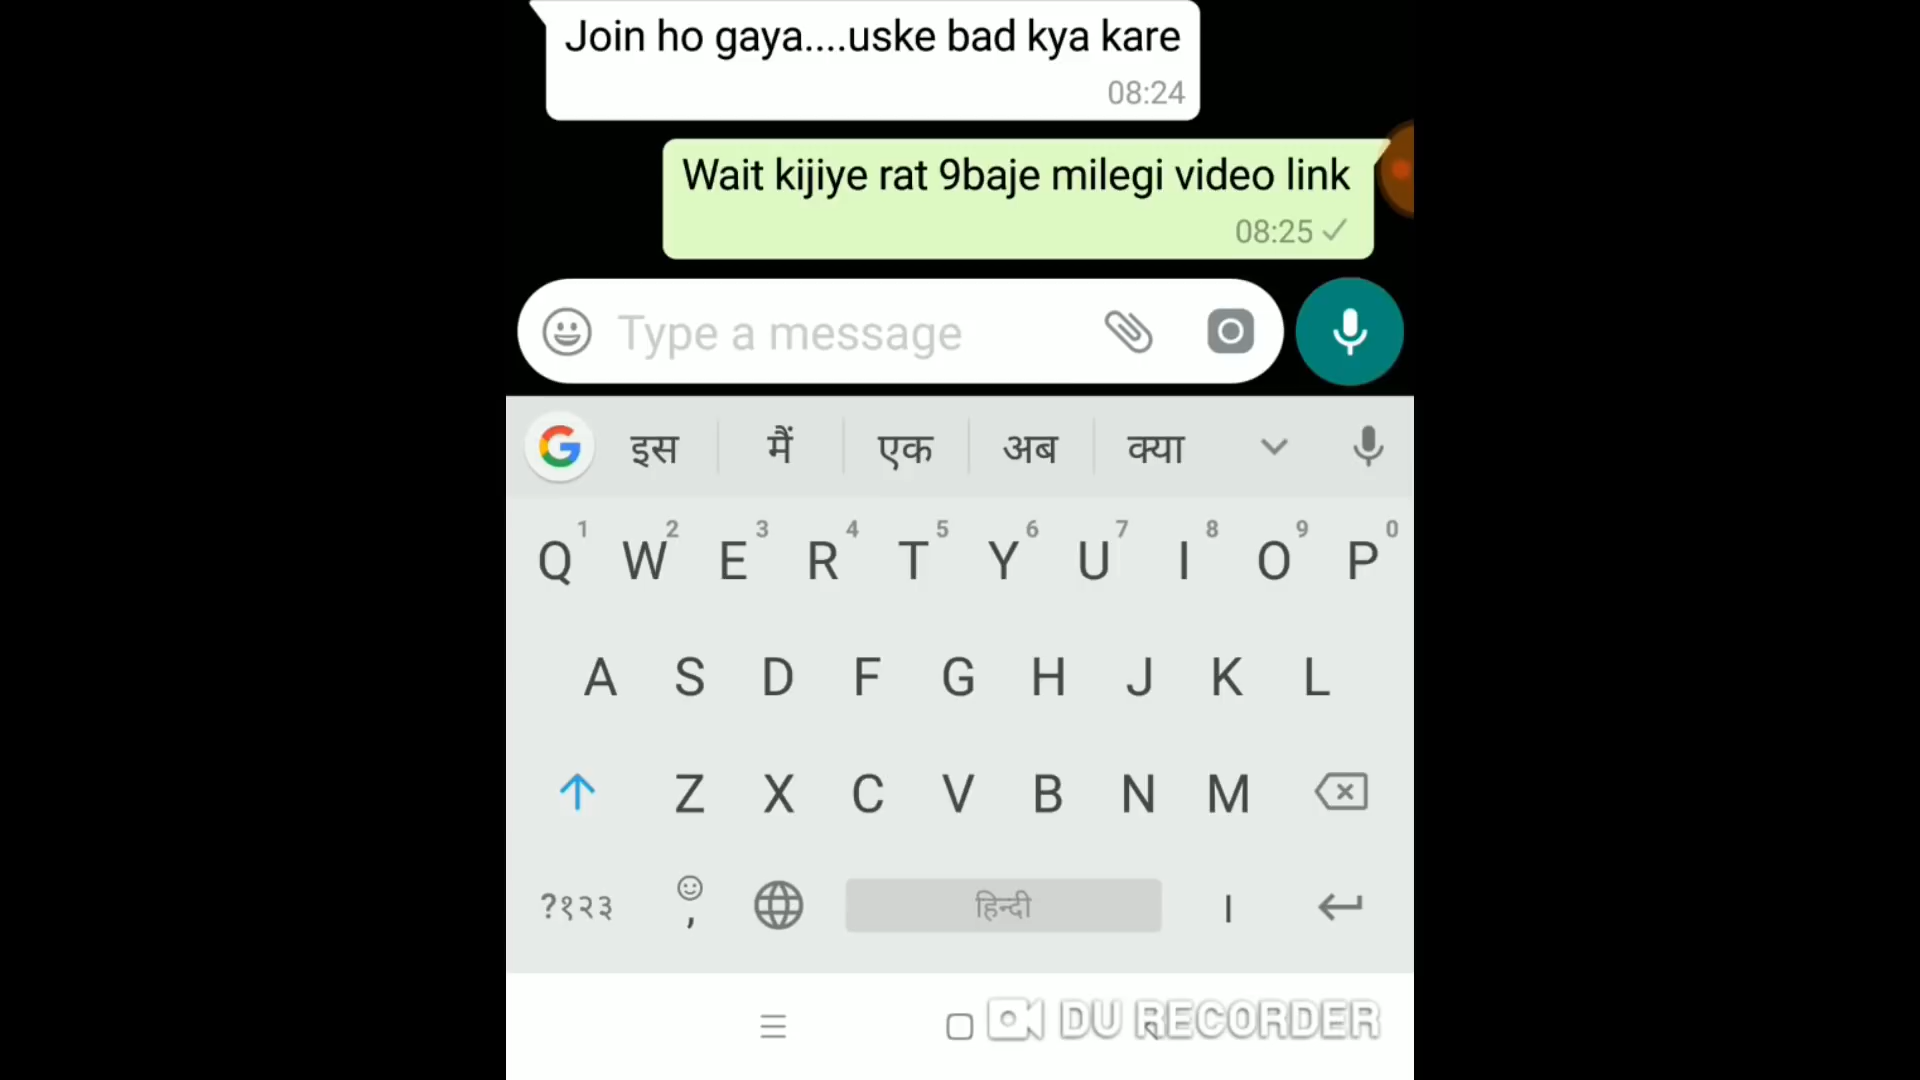 Join ho gaya....uske bad kya kare
08:24
Wait kijiye rat 9baje milegi video link
08:25
Type a message
इस मैं एक अब क्या
1 2 3 4 5 6 7 8 9 0
Q W E R T Y U I O P
A S D F G H J K L
Z X C V B N M
?१२३ , हिन्दी ।
DU RECORDER